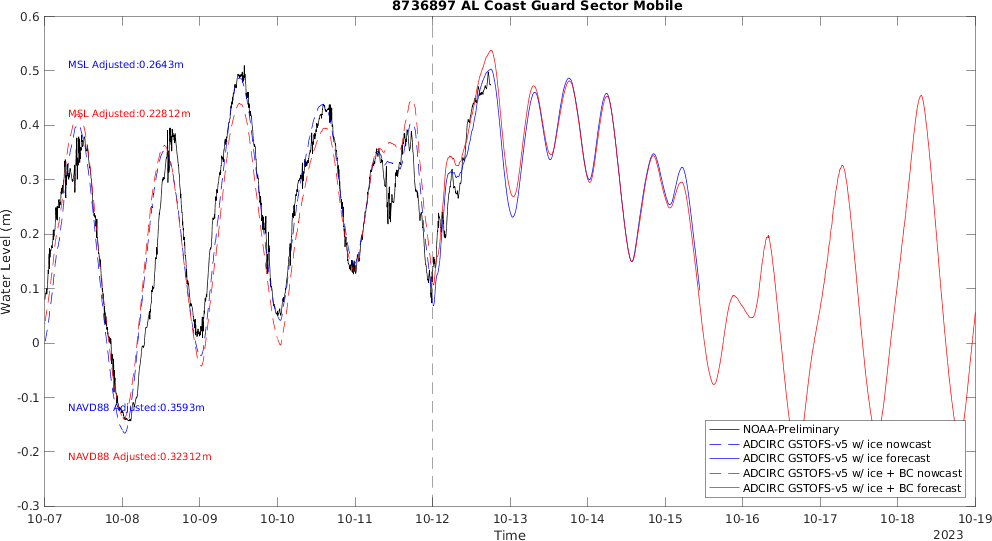 8736897 AL Coast Guard Sector Mobile
0.6
0.5
0.4
0.3
0.2
0.1
0
-0.1
-0.2
-0.3
Water Level (m)
MSL Adjusted:0.2643m
MSL Adjusted:0.22812m
NAVD88 Adjusted:0.3593m
NAVD88 Adjusted:0.32312m
NOAA-Preliminary
ADCIRC GSTOFS-v5 w/ ice nowcast
ADCIRC GSTOFS-v5 w/ ice forecast
ADCIRC GSTOFS-v5 w/ ice + BC nowcast
ADCIRC GSTOFS-v5 w/ ice + BC forecast
10-07 10-08 10-09 10-10 10-11 10-12 10-13 10-14 10-15 10-16 10-17 10-18 10-19
Time
2023